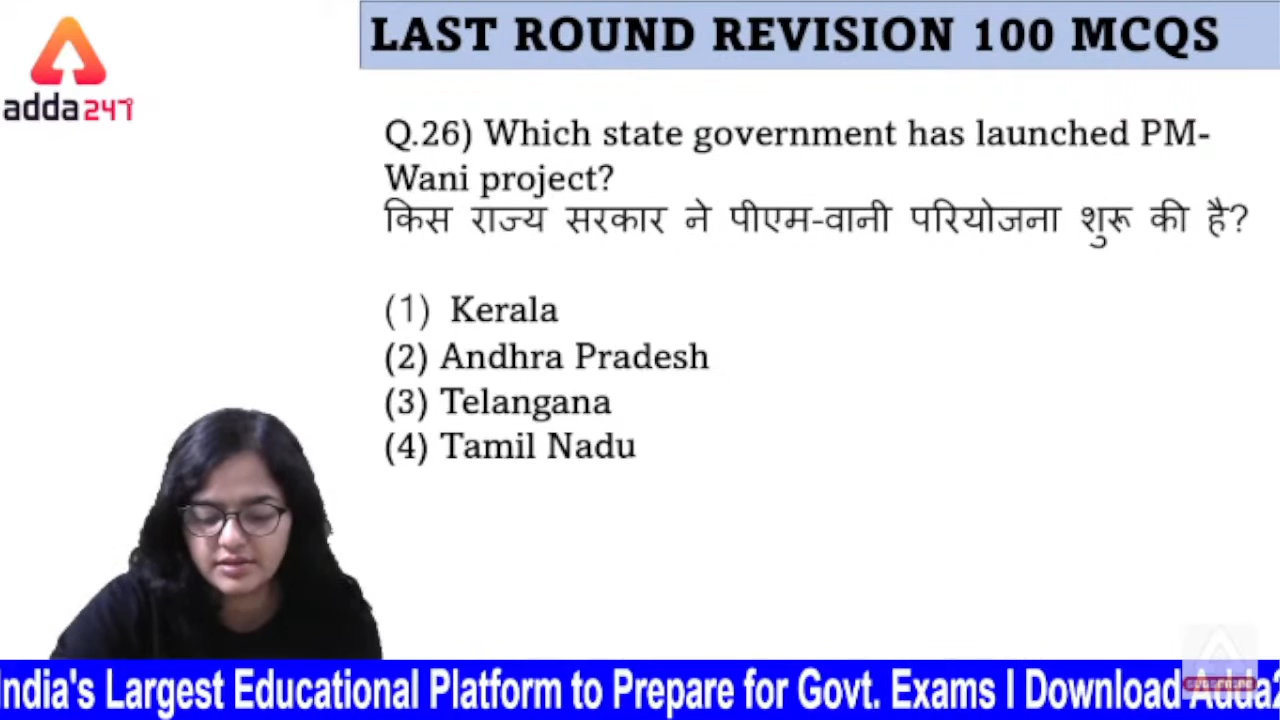 LAST ROUND REVISION 100 MCQS
adda247
Q.26) Which state government has launched PM-
Wani project?
किस राज्य सरकार ने पीएम-वानी परियोजना शुरू की है?
(1) Kerala
(2) Andhra Pradesh
(3) Telangana
(4) Tamil Nadu
SUBSCRIBE
India's Largest Educational Platform to Prepare for Govt. Exams I Download Adda2